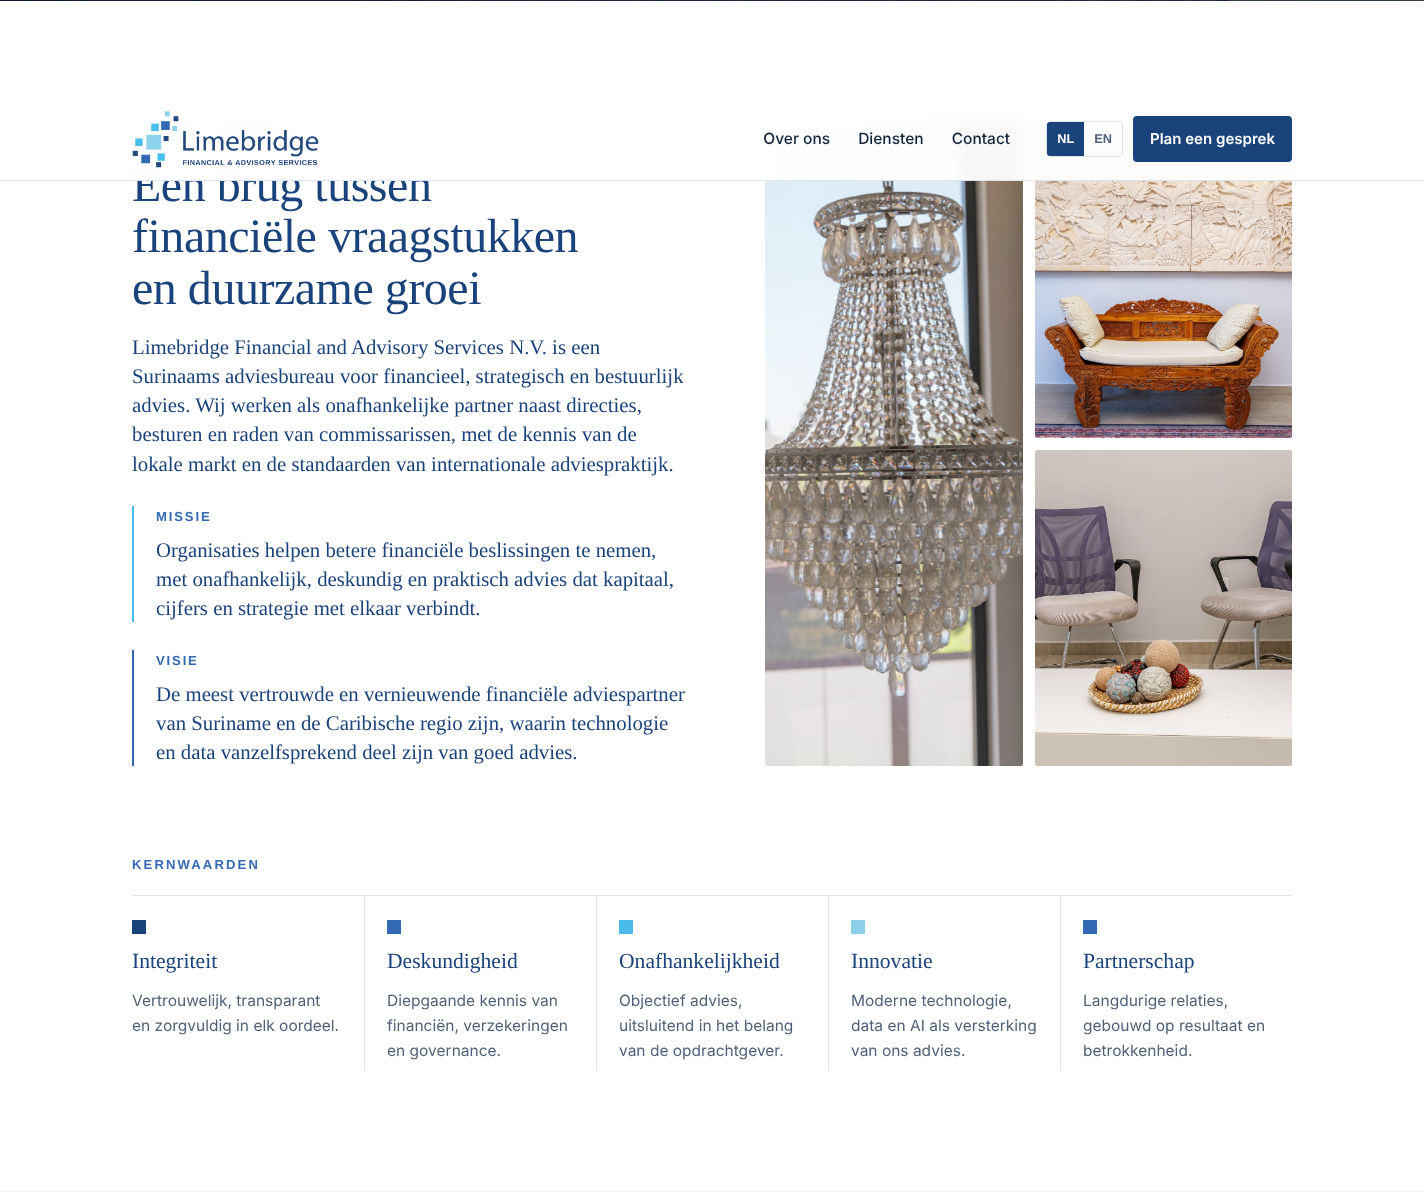 Limebridge
FINANCIAL & ADVISORY SERVICES
Over ons
Diensten
Contact
NL
EN
Plan een gesprek
Een brug tussen
financiële vraagstukken
en duurzame groei
Limebridge Financial and Advisory Services N.V. is een
Surinaams adviesbureau voor financieel, strategisch en bestuurlijk
advies. Wij werken als onafhankelijke partner naast directies,
besturen en raden van commissarissen, met de kennis van de
lokale markt en de standaarden van internationale adviespraktijk.
MISSIE
Organisaties helpen betere financiële beslissingen te nemen,
met onafhankelijk, deskundig en praktisch advies dat kapitaal,
cijfers en strategie met elkaar verbindt.
VISIE
De meest vertrouwde en vernieuwende financiële adviespartner
van Suriname en de Caribische regio zijn, waarin technologie
en data vanzelfsprekend deel zijn van goed advies.
KERNWAARDEN
Integriteit
Vertrouwelijk, transparant
en zorgvuldig in elk oordeel.
Deskundigheid
Diepgaande kennis van
financiën, verzekeringen
en governance.
Onafhankelijkheid
Objectief advies,
uitsluitend in het belang
van de opdrachtgever.
Innovatie
Moderne technologie,
data en AI als versterking
van ons advies.
Partnerschap
Langdurige relaties,
gebouwd op resultaat en
betrokkenheid.